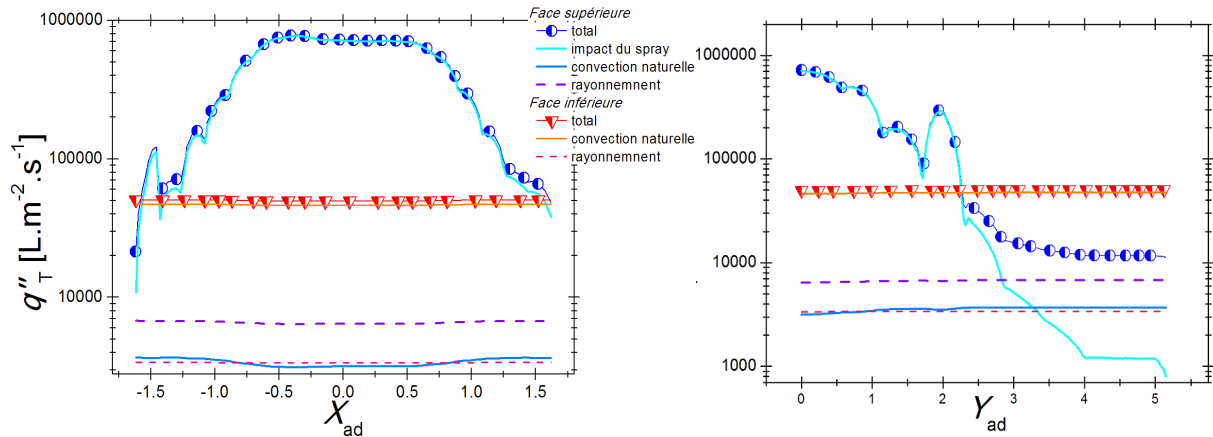 Face supérieure
total
impact du spray
convection naturelle
rayonnemnent
Face inférieure
total
convection naturelle
rayonnemnent
1000000
100000
10000
q″T [L.m-2.s-1]
-1.5 -1.0 -0.5 0.0 0.5 1.0 1.5
Xad
1000000
100000
10000
1000
0 1 2 3 4 5
Yad